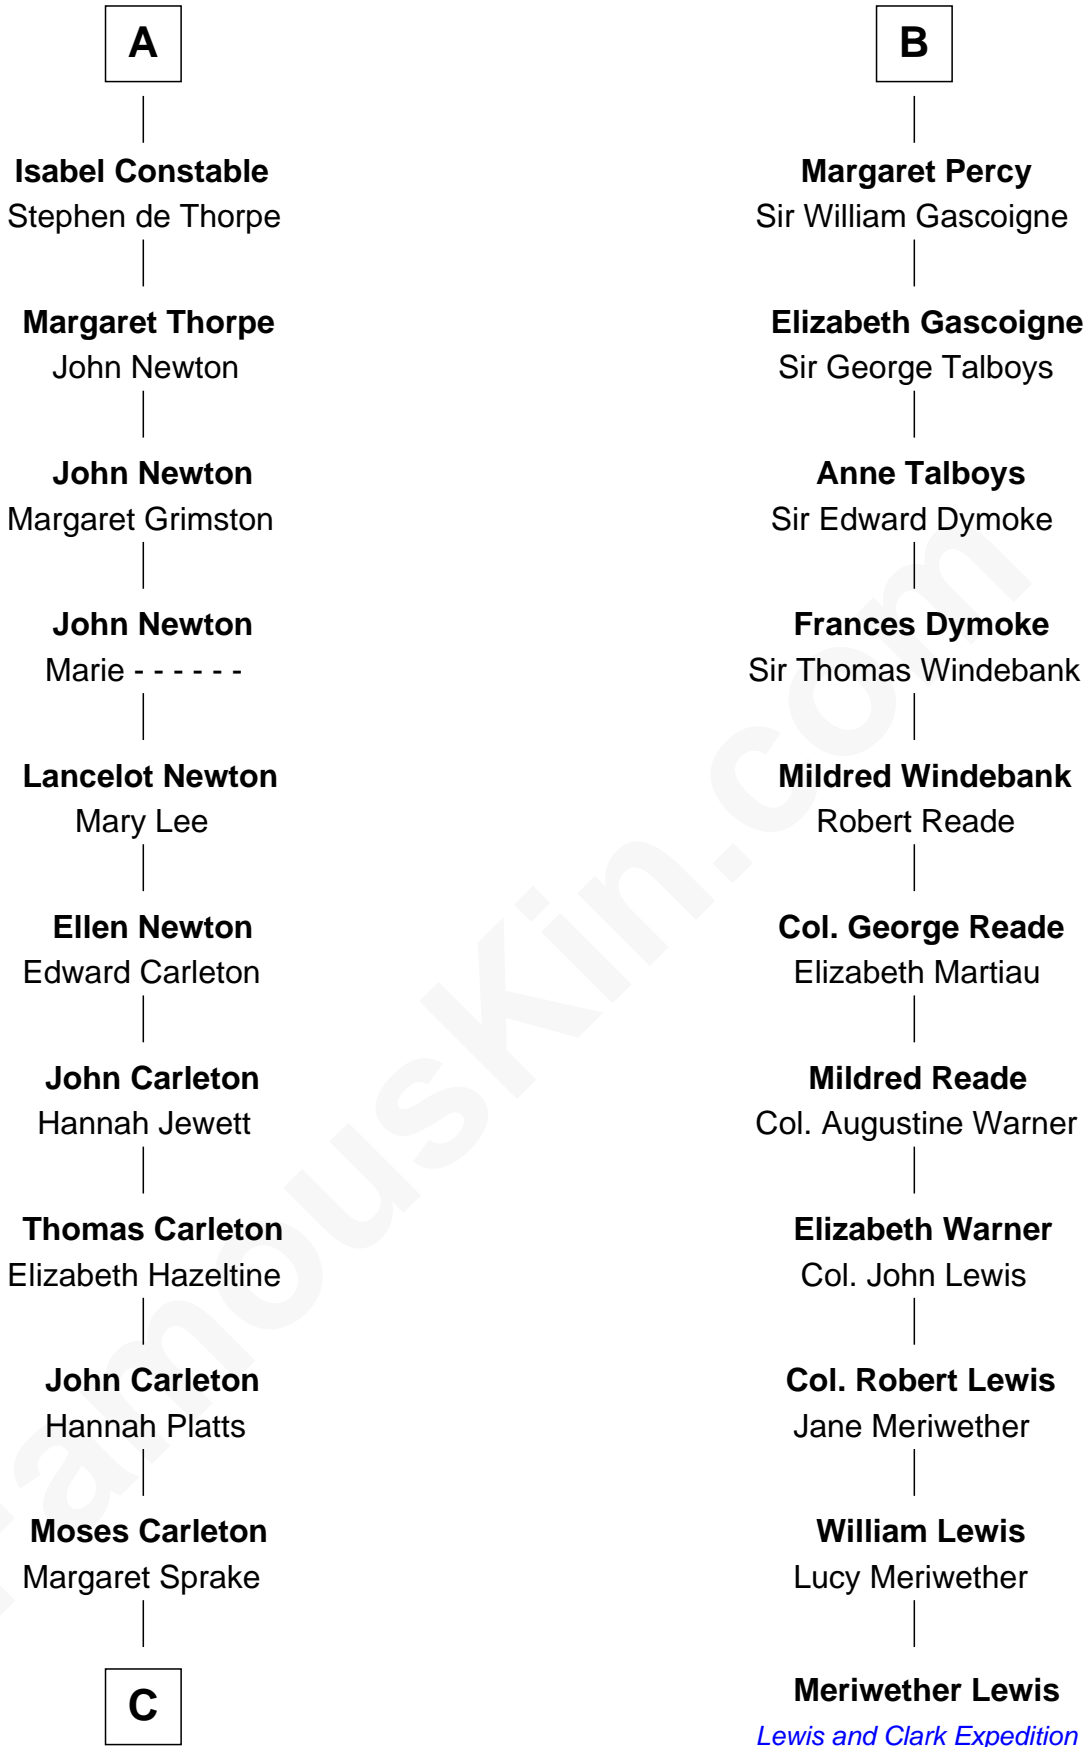 A
Isabel Constable
Stephen de Thorpe
Margaret Thorpe
John Newton
John Newton
Margaret Grimston
John Newton
Marie - - - - - -
Lancelot Newton
Mary Lee
Ellen Newton
Edward Carleton
John Carleton
Hannah Jewett
Thomas Carleton
Elizabeth Hazeltine
John Carleton
Hannah Platts
Moses Carleton
Margaret Sprake
C
B
Margaret Percy
Sir William Gascoigne
Elizabeth Gascoigne
Sir George Talboys
Anne Talboys
Sir Edward Dymoke
Frances Dymoke
Sir Thomas Windebank
Mildred Windebank
Robert Reade
Col. George Reade
Elizabeth Martiau
Mildred Reade
Col. Augustine Warner
Elizabeth Warner
Col. John Lewis
Col. Robert Lewis
Jane Meriwether
William Lewis
Lucy Meriwether
Meriwether Lewis
Lewis and Clark Expedition
FamousKin.com